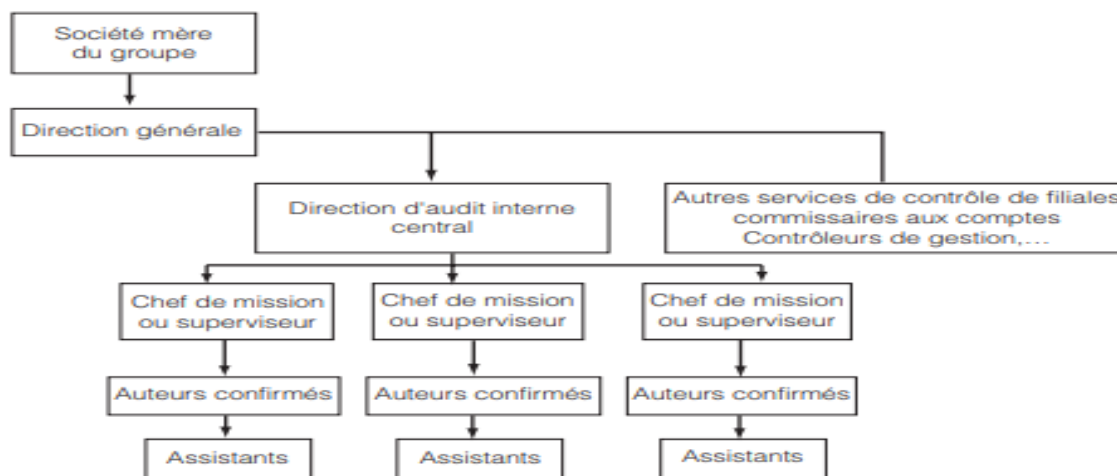 Société mère
du groupe
Direction générale
Direction d'audit interne
central
Autres services de contrôle de filiales
commissaires aux comptes
Contrôleurs de gestion,...
Chef de mission
ou superviseur
Chef de mission
ou superviseur
Chef de mission
ou superviseur
Auteurs confirmés
Auteurs confirmés
Auteurs confirmés
Assistants
Assistants
Assistants